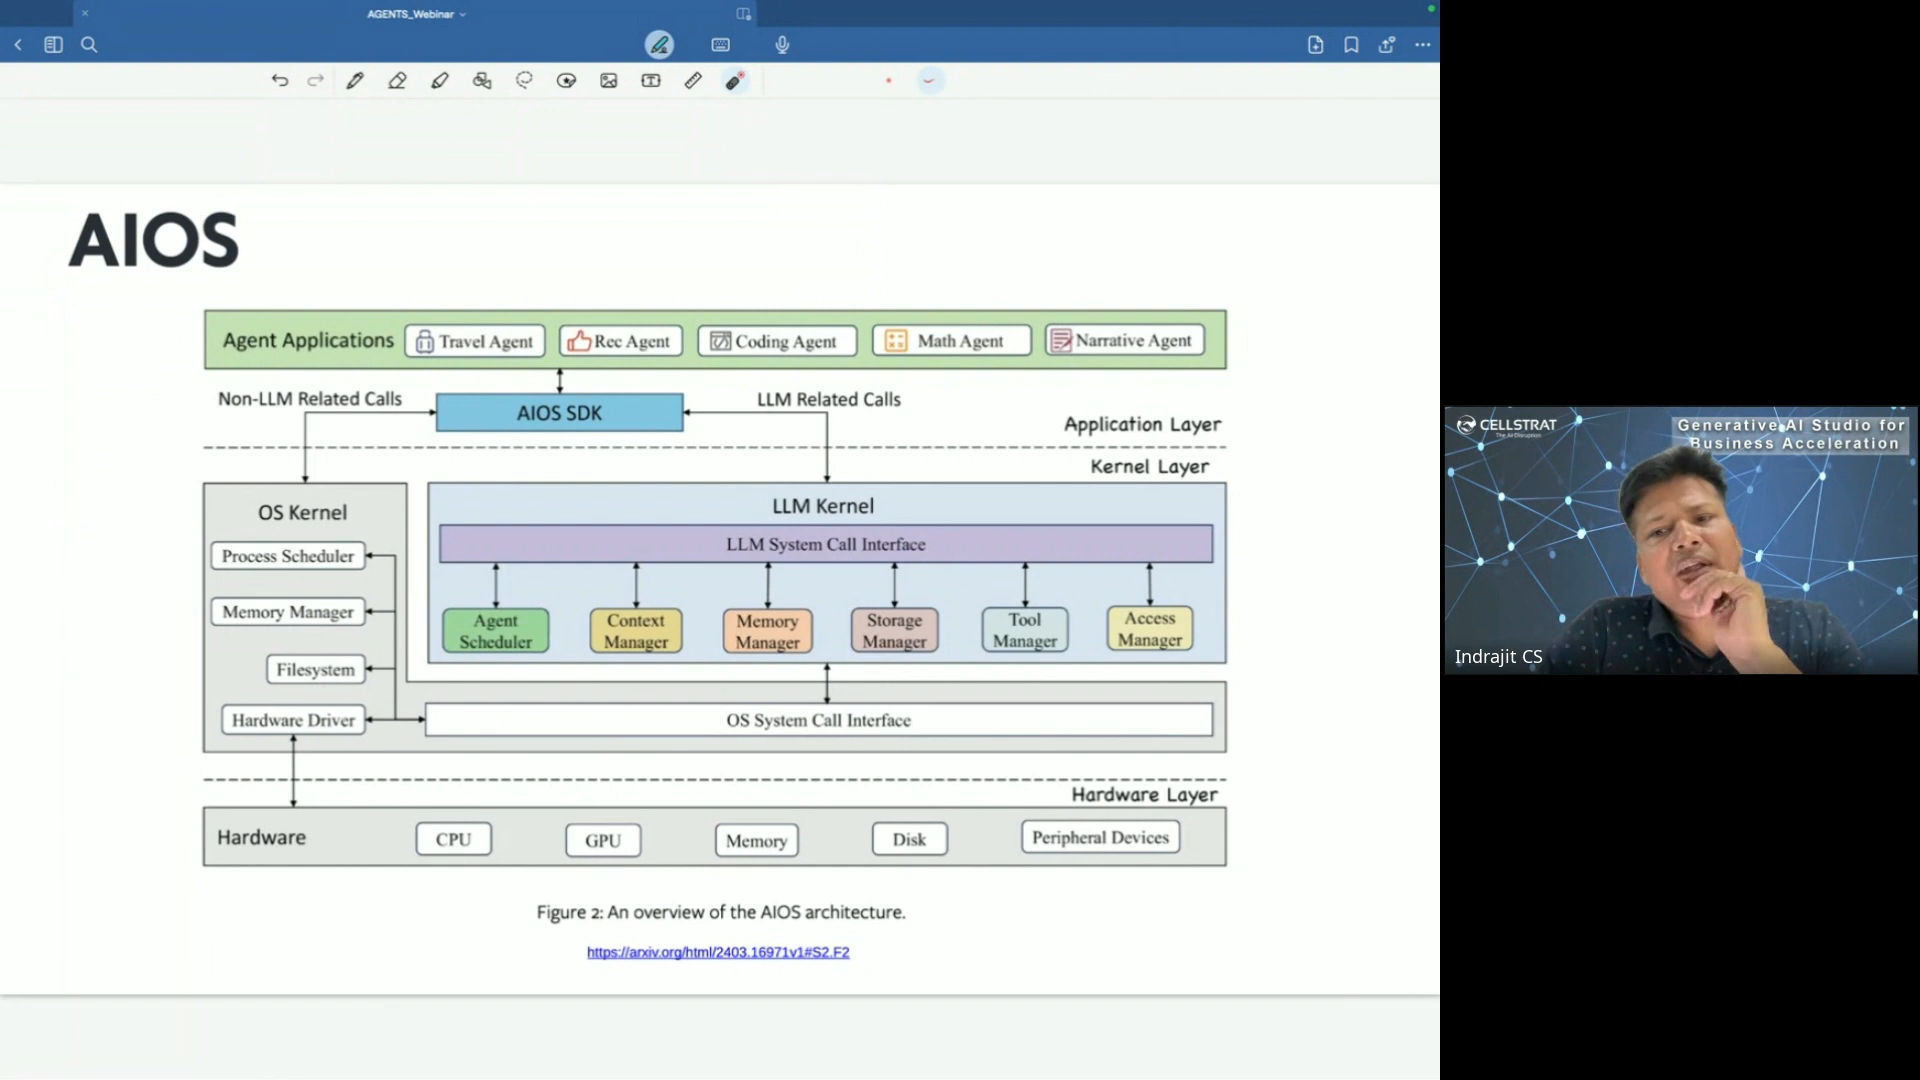 AGENTS_Webinar
AIOS
Agent Applications
Travel Agent
Rec Agent
Coding Agent
Math Agent
Narrative Agent
Non-LLM Related Calls
AIOS SDK
LLM Related Calls
Application Layer
Kernel Layer
OS Kernel
Process Scheduler
Memory Manager
Filesystem
Hardware Driver
LLM Kernel
LLM System Call Interface
Agent
Scheduler
Context
Manager
Memory
Manager
Storage
Manager
Tool
Manager
Access
Manager
OS System Call Interface
Hardware Layer
Hardware
CPU
GPU
Memory
Disk
Peripheral Devices
Figure 2: An overview of the AIOS architecture.
https://arxiv.org/html/2403.16971v1#S2.F2
CELLSTRAT
The AI Disruption
Generative AI Studio for
Business Acceleration
Indrajit CS